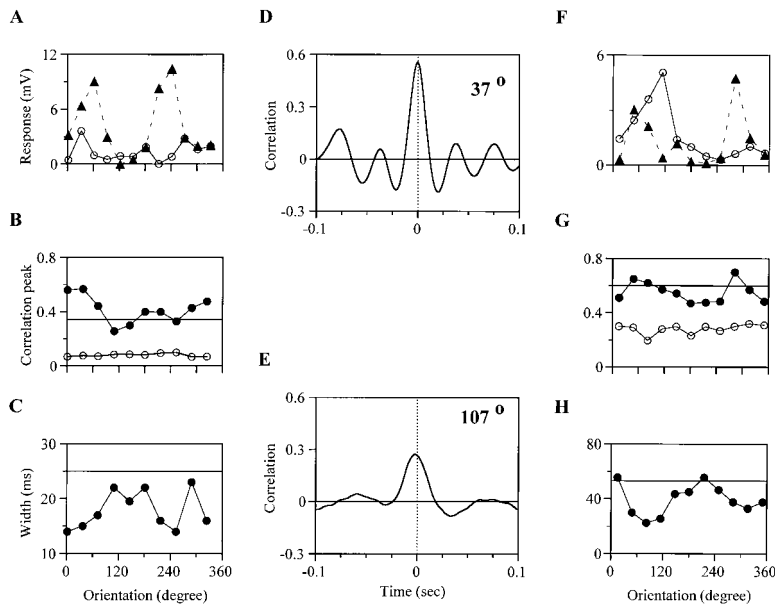 A
D
F
12
8
4
0
Response (mV)
0.6
0.3
0
-0.3
Correlation
37 o
-0.1
0
0.1
6
3
0
B
G
0.8
0.4
0
Correlation peak
0.8
0.4
0
E
C
H
30
20
10
Width (ms)
0
120
240
360
Orientation (degree)
0.6
0.3
0
-0.3
Correlation
107 o
-0.1
0
0.1
Time (sec)
80
40
0
0
120
240
360
Orientation (degree)